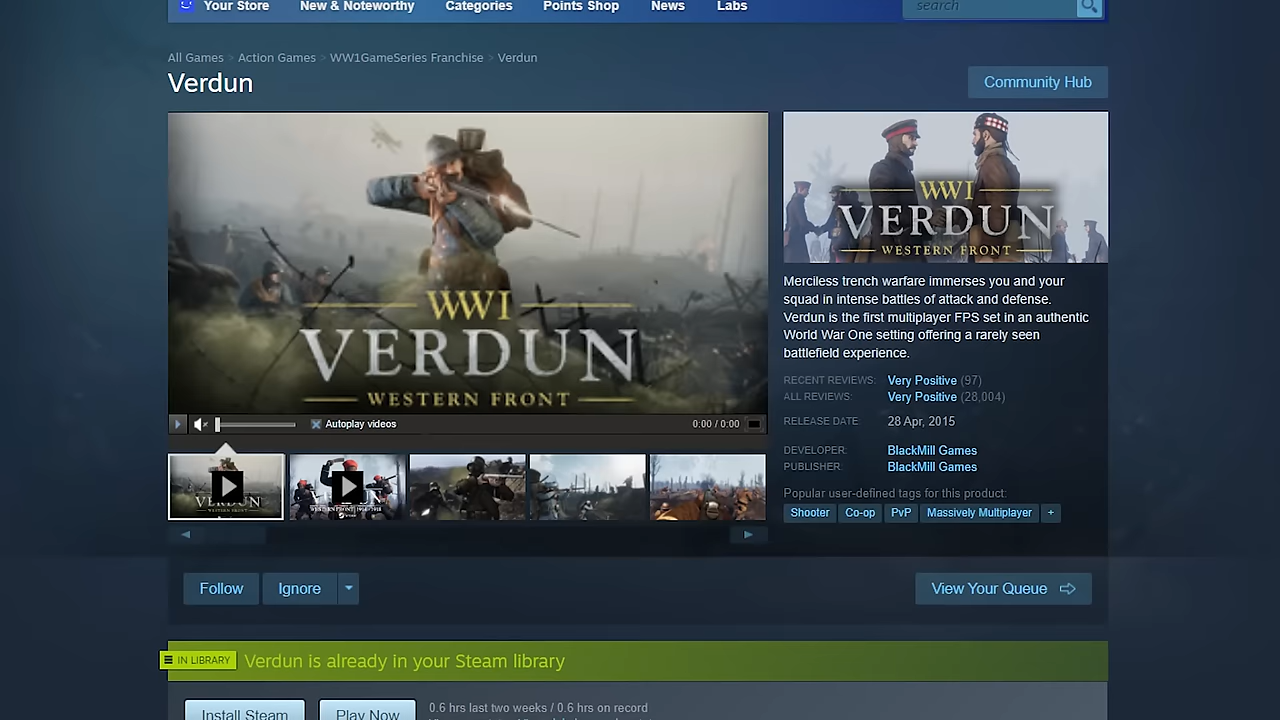 Your Store New & Noteworthy Categories Points Shop News Labs search
All Games > Action Games > WW1GameSeries Franchise > Verdun
Verdun
Community Hub
WWI
VERDUN
WESTERN FRONT
WWI
VERDUN
WESTERN FRONT
Merciless trench warfare immerses you and your
squad in intense battles of attack and defense.
Verdun is the first multiplayer FPS set in an authentic
World War One setting offering a rarely seen
battlefield experience.
RECENT REVIEWS: Very Positive (97)
ALL REVIEWS: Very Positive (28,004)
RELEASE DATE: 28 Apr, 2015
DEVELOPER: BlackMill Games
PUBLISHER: BlackMill Games
Popular user-defined tags for this product:
Shooter Co-op PvP Massively Multiplayer +
Autoplay videos 0:00 / 0:00
Follow Ignore View Your Queue
IN LIBRARY Verdun is already in your Steam library
Install Steam Play Now 0.6 hrs last two weeks / 0.6 hrs on record